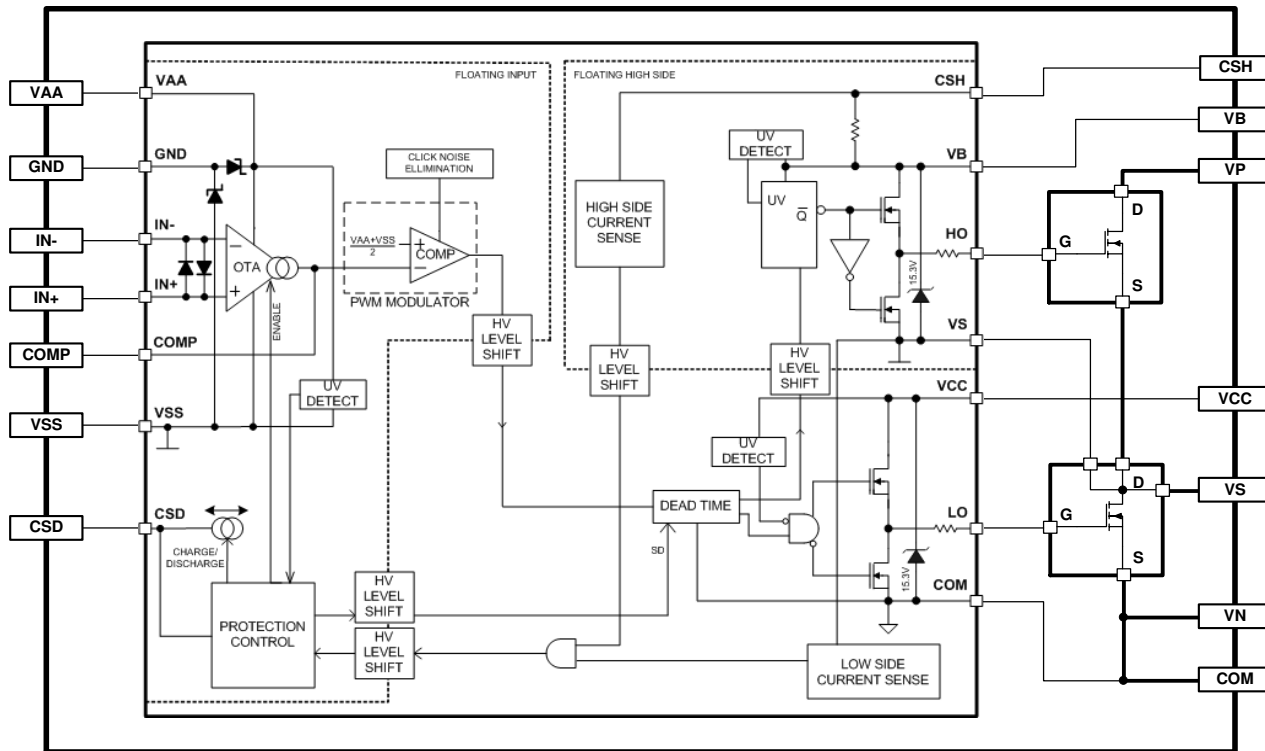 VAA
GND
IN-
IN+
COMP
VSS
CSD
VAA
GND
IN-
IN+
COMP
VSS
CSD
FLOATING INPUT
CLICK NOISE
ELLIMINATION
VAA+VSS
2
+
COMP
−
PWM MODULATOR
−
OTA
+
ENABLE
UV
DETECT
HV
LEVEL
SHIFT
CHARGE/
DISCHARGE
PROTECTION
CONTROL
HV
LEVEL
SHIFT
HV
LEVEL
SHIFT
FLOATING HIGH SIDE
CSH
UV
DETECT
VB
HIGH SIDE
CURRENT
SENSE
UV
Q̅
HO
15.3V
VS
HV
LEVEL
SHIFT
HV
LEVEL
SHIFT
VCC
UV
DETECT
DEAD TIME
SD
LO
15.3V
COM
LOW SIDE
CURRENT SENSE
D
G
S
D
G
S
CSH
VB
VP
VCC
VS
VN
COM